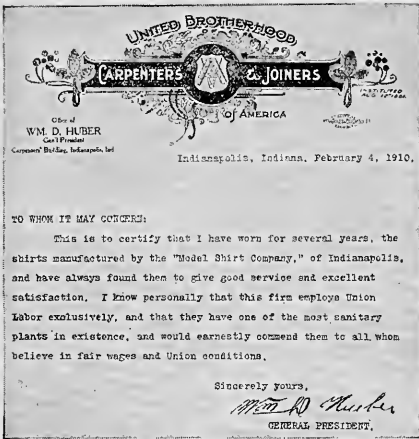 UNITED BROTHERHOOD
CARPENTERS & JOINERS
OF AMERICA
INSTITUTED
AUG. 12th 1881.
Office of
WM. D. HUBER
Gen'l President
Carpenters' Building, Indianapolis, Ind
Indianapolis, Indiana, February 4, 1910.
TO WHOM IT MAY CONCERN:
This is to certify that I have worn for several years, the
shirts manufactured by the "Model Shirt Company," of Indianapolis,
and have always found them to give good service and excellent
satisfaction. I know personally that this firm employs Union
Labor exclusively, and that they have one of the most sanitary
plants in existence, and would earnestly commend them to all whom
believe in fair wages and Union conditions.
Sincerely yours,
Wm D Huber
GENERAL PRESIDENT.